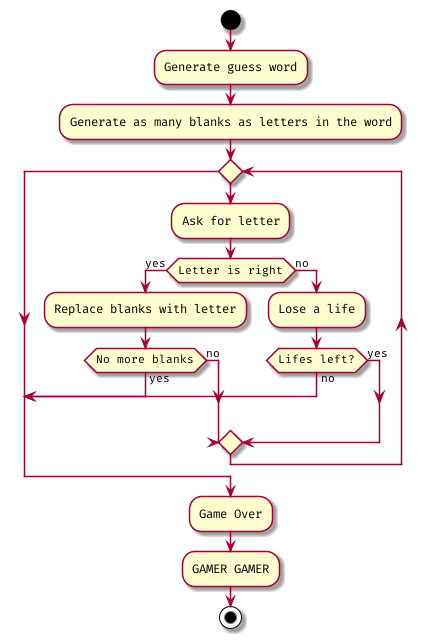 Generate guess word
Generate as many blanks as letters in the word
Ask for letter
yes
Letter is right
no
Replace blanks with letter
Lose a life
No more blanks
no
Lifes left?
yes
yes
no
Game Over
GAMER GAMER